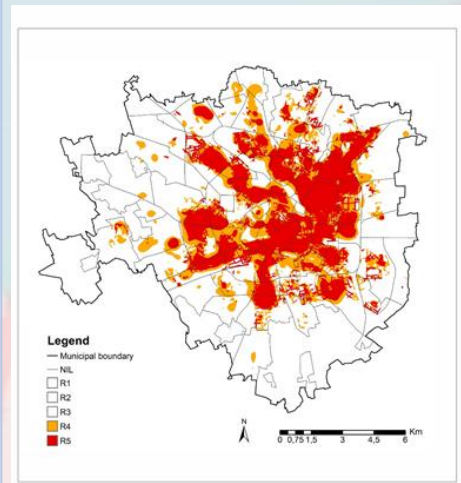 Legend
Municipal boundary
NIL
R1
R2
R3
R4
R5
N
Km
0 0,75 1,5 3 4,5 6